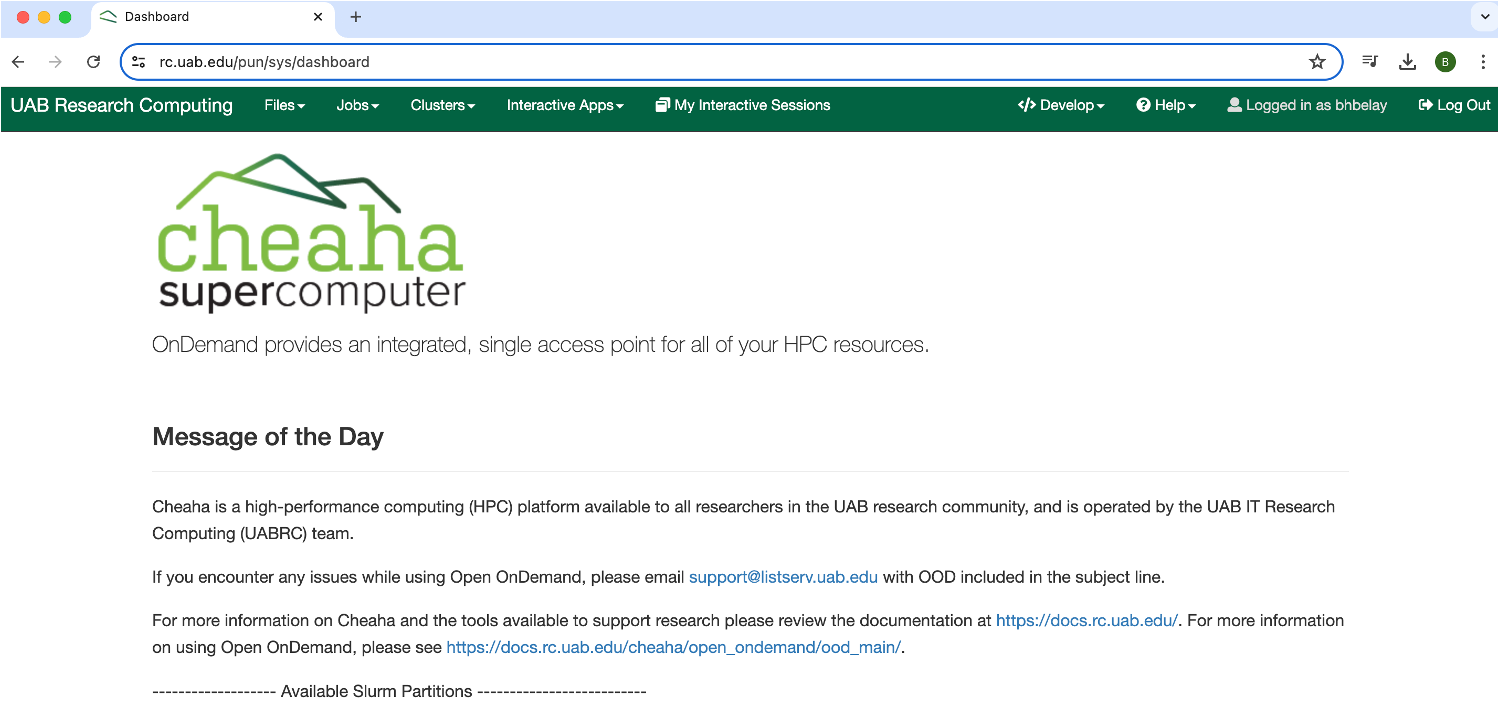 Dashboard
rc.uab.edu/pun/sys/dashboard
B
UAB Research Computing Files Jobs Clusters Interactive Apps My Interactive Sessions </> Develop Help Logged in as bhbelay Log Out
cheaha
supercomputer
OnDemand provides an integrated, single access point for all of your HPC resources.
Message of the Day
Cheaha is a high-performance computing (HPC) platform available to all researchers in the UAB research community, and is operated by the UAB IT Research
Computing (UABRC) team.
If you encounter any issues while using Open OnDemand, please email support@listserv.uab.edu with OOD included in the subject line.
For more information on Cheaha and the tools available to support research please review the documentation at https://docs.rc.uab.edu/. For more information
on using Open OnDemand, please see https://docs.rc.uab.edu/cheaha/open_ondemand/ood_main/.
------------------- Available Slurm Partitions --------------------------